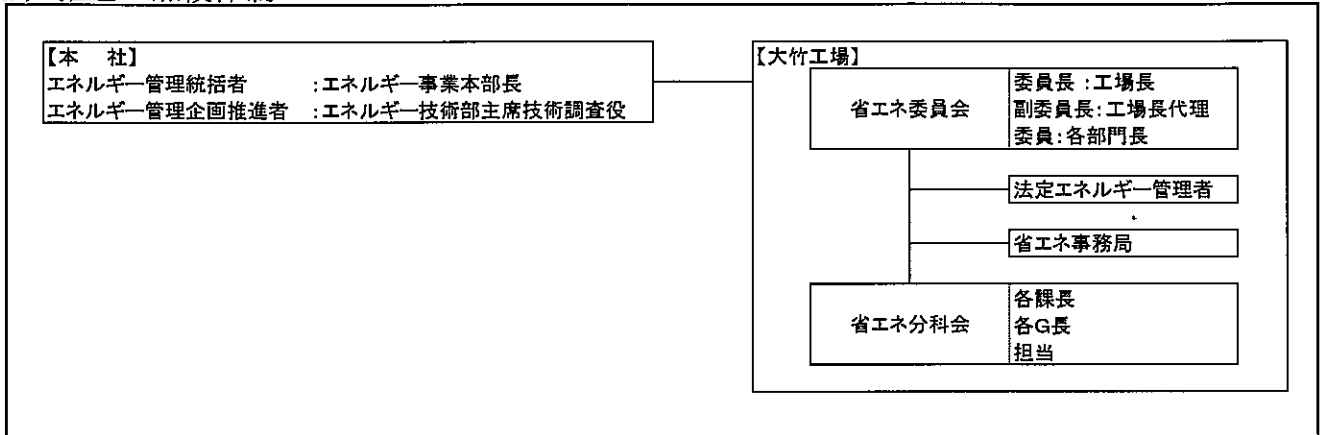 【本　社】
エネルギー管理統括者　：エネルギー事業本部長
エネルギー管理企画推進者　：エネルギー技術部主席技術調査役
【大竹工場】
省エネ委員会
委員長：工場長
副委員長：工場長代理
委員：各部門長
法定エネルギー管理者
省エネ事務局
省エネ分科会
各課長
各G長
担当